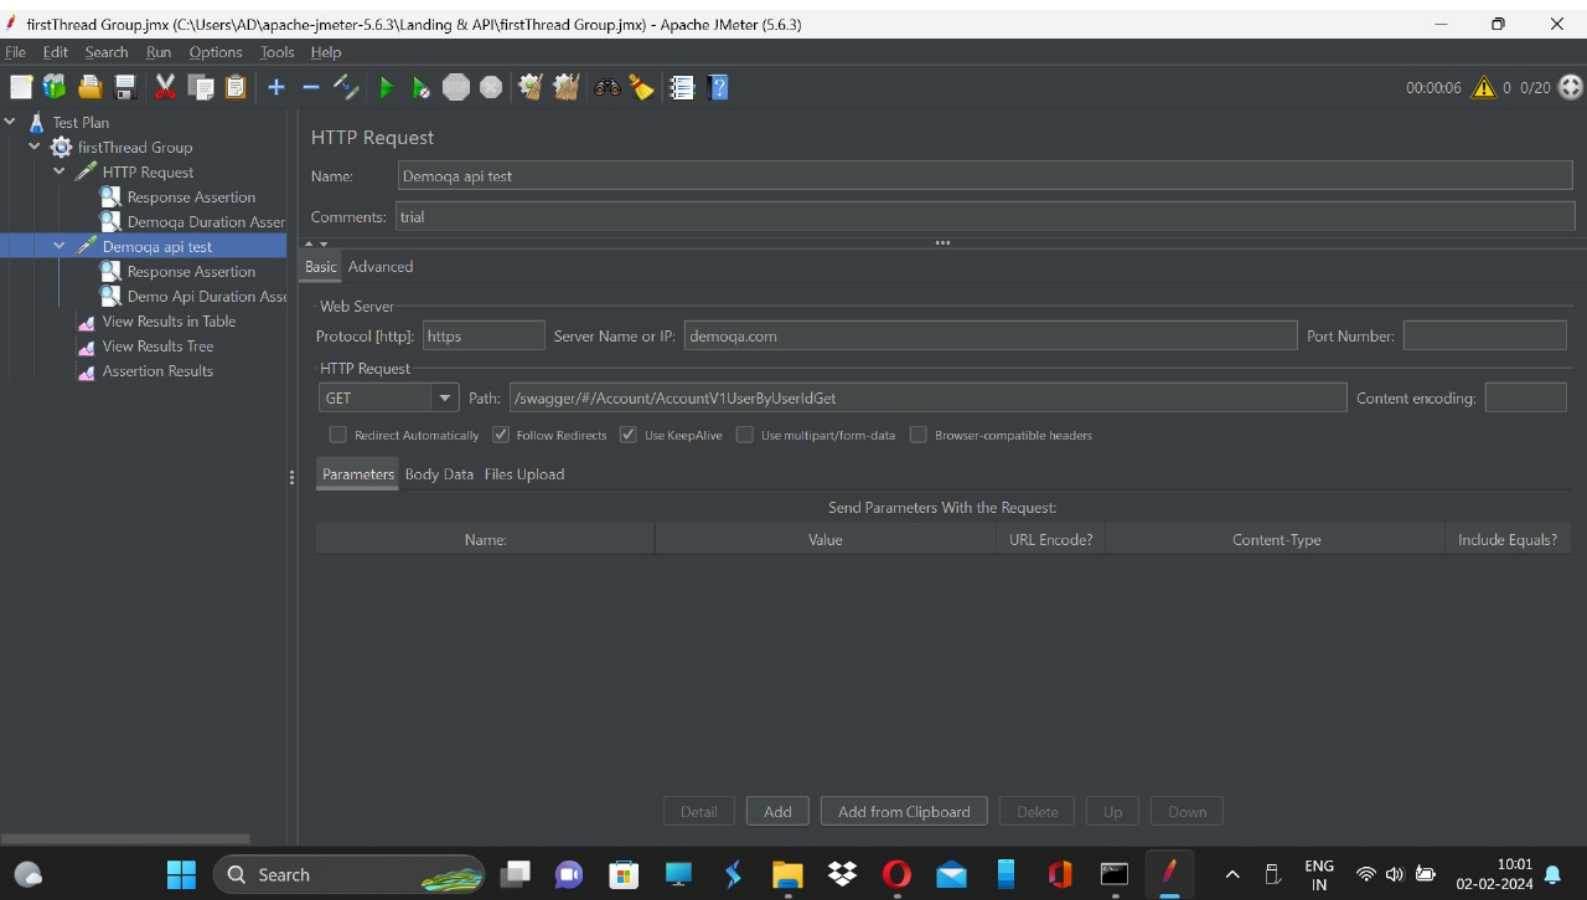 firstThread Group.jmx (C:\Users\AD\apache-jmeter-5.6.3\Landing & API\firstThread Group.jmx) - Apache JMeter (5.6.3)
File Edit Search Run Options Tools Help
STOP
00:00:06 0 0/20
Test Plan
firstThread Group
HTTP Request
Response Assertion
Demoqa Duration Asser
Demoqa api test
Response Assertion
Demo Api Duration Asse
View Results in Table
View Results Tree
Assertion Results
HTTP Request
Name: Demoqa api test
Comments: trial
Basic Advanced
Web Server
Protocol [http]: https Server Name or IP: demoqa.com Port Number:
HTTP Request
GET Path: /swagger/#/Account/AccountV1UserByUserIdGet Content encoding:
Redirect Automatically Follow Redirects Use KeepAlive Use multipart/form-data Browser-compatible headers
Parameters Body Data Files Upload
Send Parameters With the Request:
Name: Value URL Encode? Content-Type Include Equals?
Detail Add Add from Clipboard Delete Up Down
Search
ENG
IN
10:01
02-02-2024